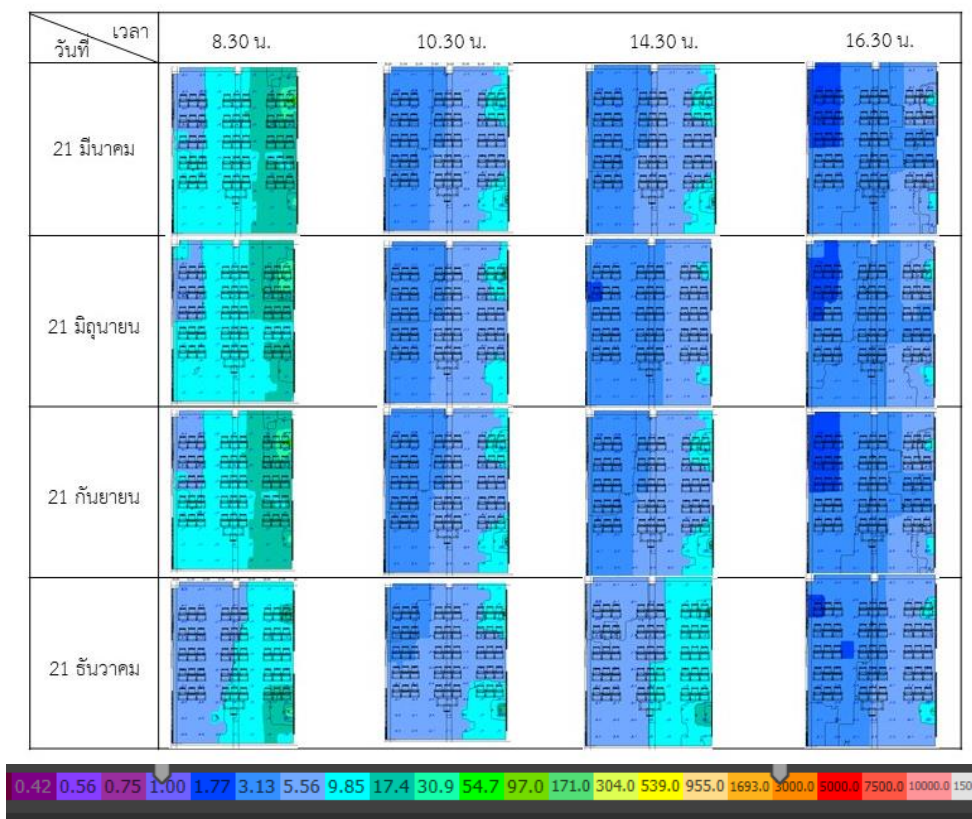 เวลา
วันที่
8.30 น. 10.30 น. 14.30 น. 16.30 น.
21 มีนาคม
21 มิถุนายน
21 กันยายน
21 ธันวาคม
0.42 0.56 0.75 1.00 1.77 3.13 5.56 9.85 17.4 30.9 54.7 97.0 171.0 304.0 539.0 955.0 1693.0 3000.0 5000.0 7500.0 10000.0 150